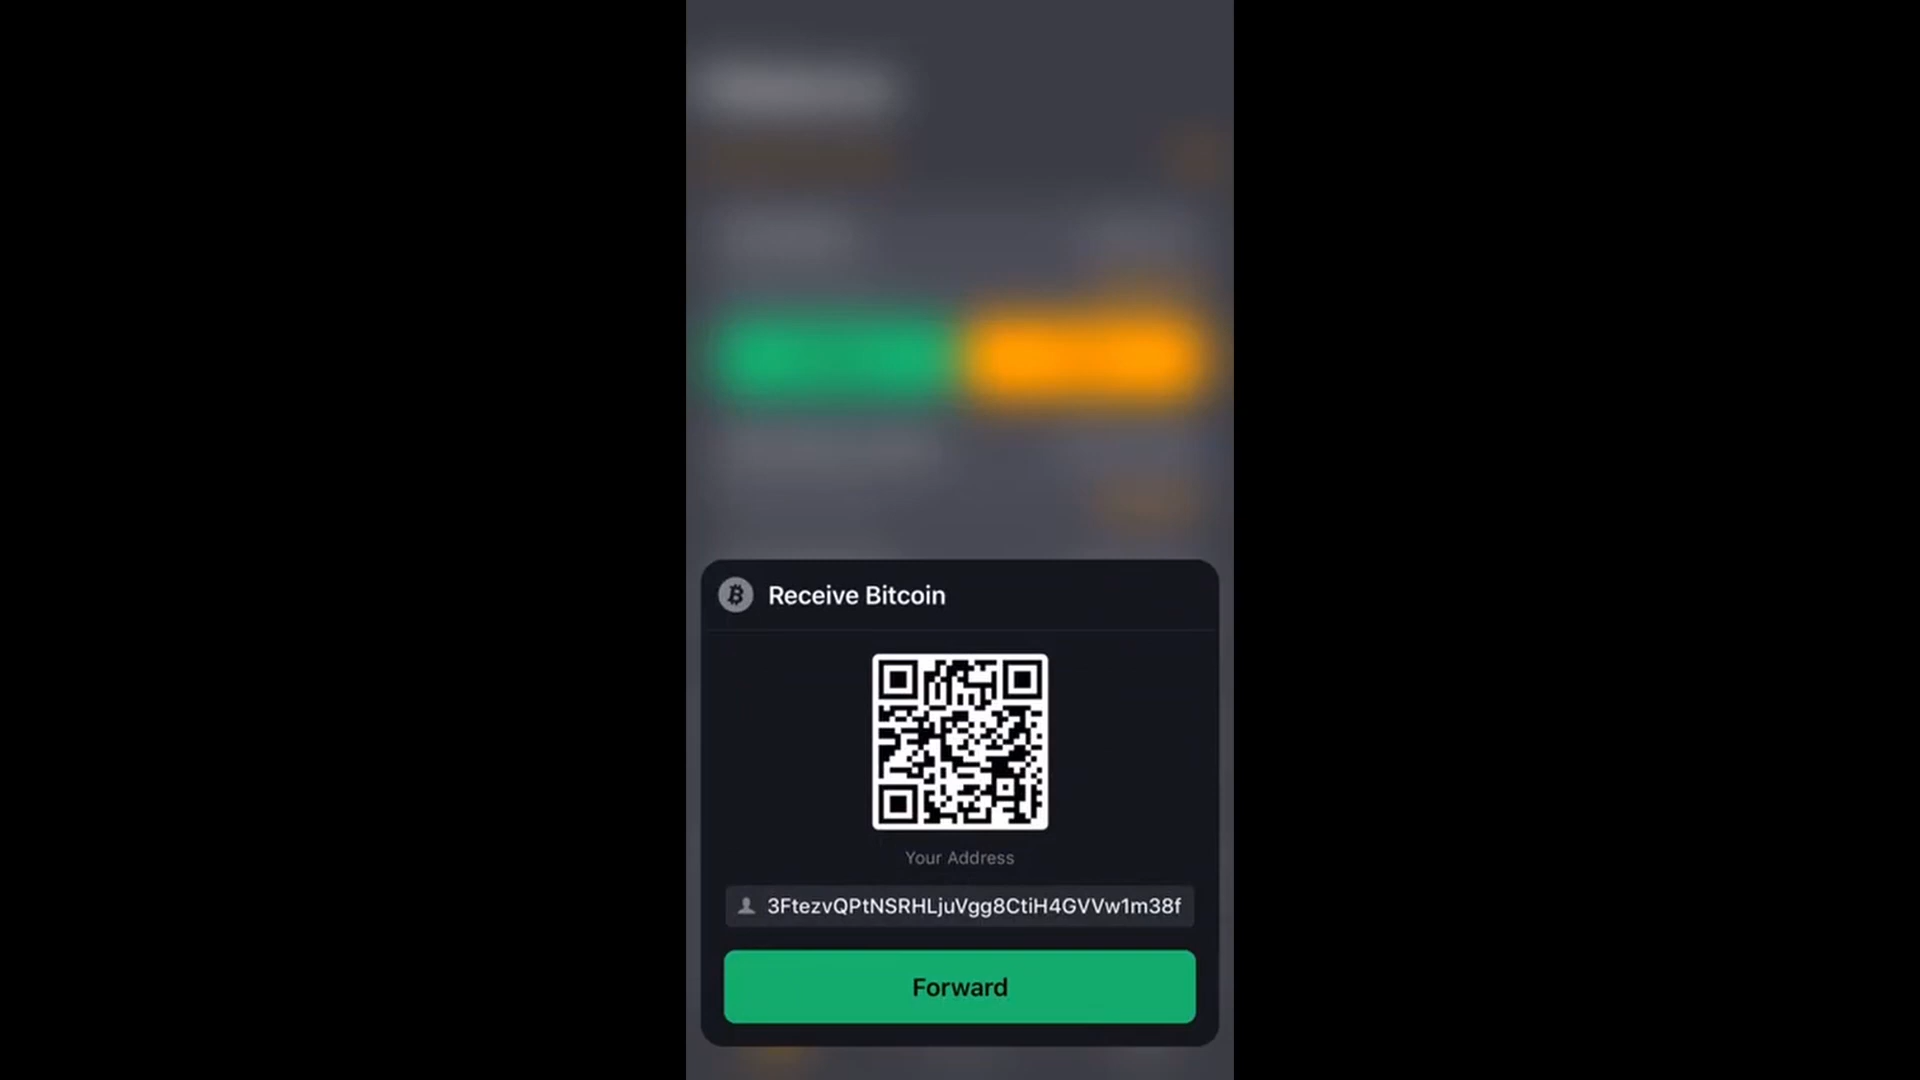 Receive Bitcoin
Your Address
3FtezvQPtNSRHLjuVgg8CtiH4GVVw1m38f
Forward